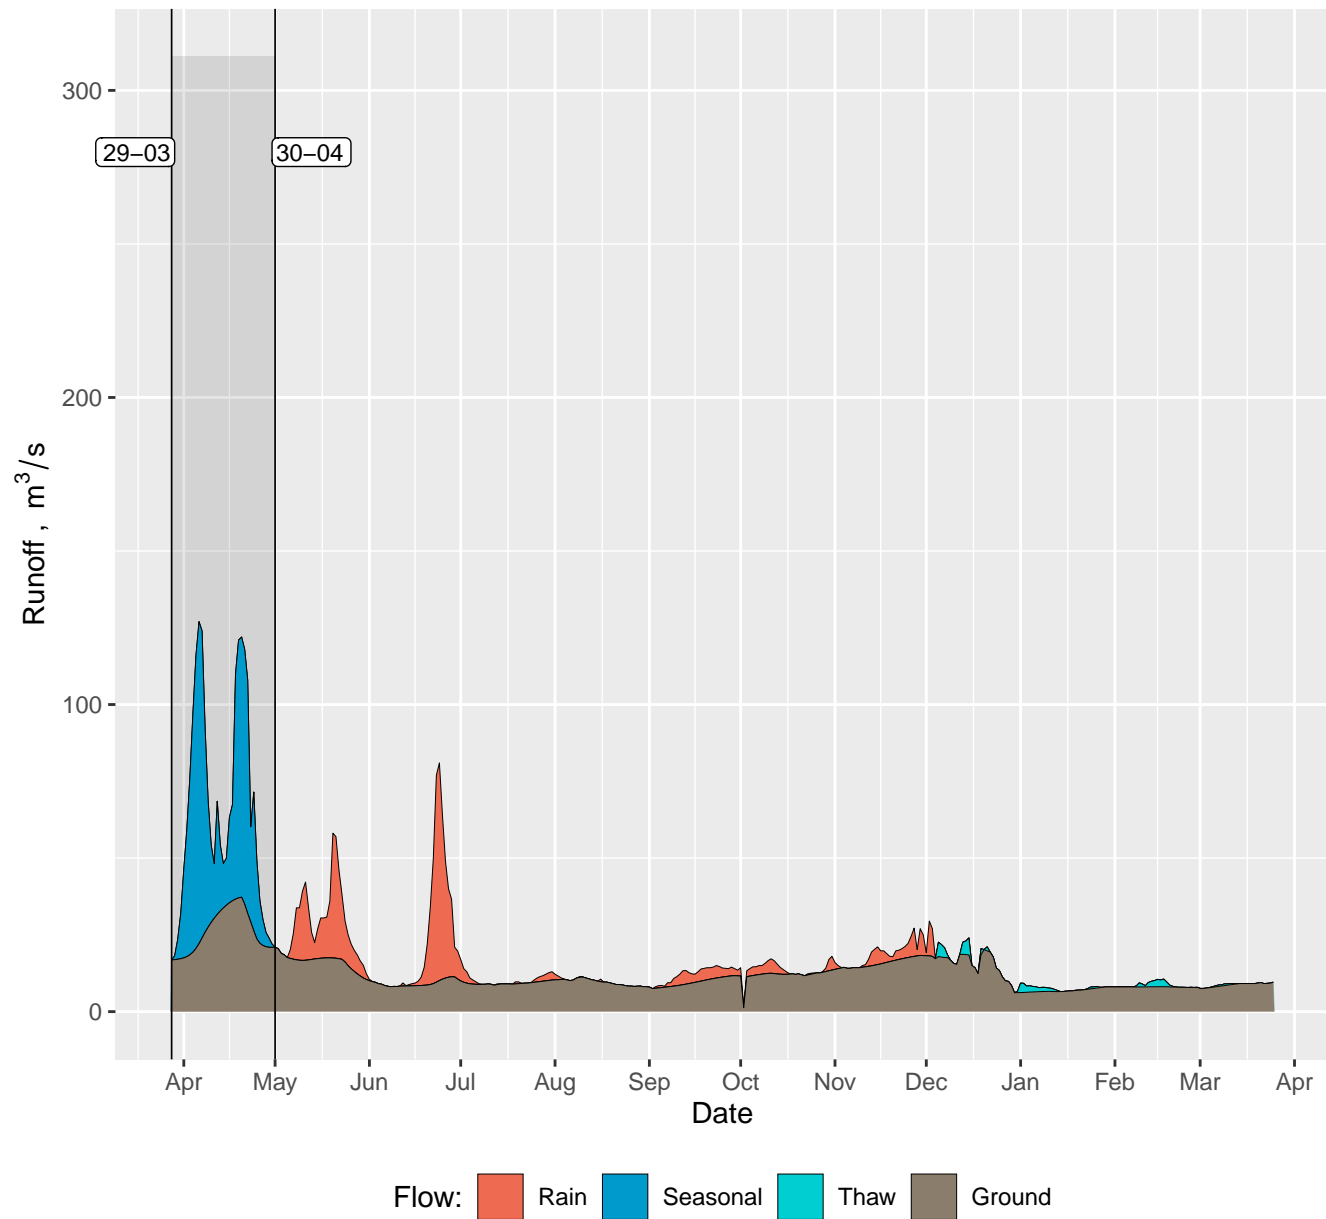 300
200
100
0
29−03
30−04
Runoff , m³/s
Apr May Jun Jul Aug Sep Oct Nov Dec Jan Feb Mar Apr
Date
Flow: Rain Seasonal Thaw Ground